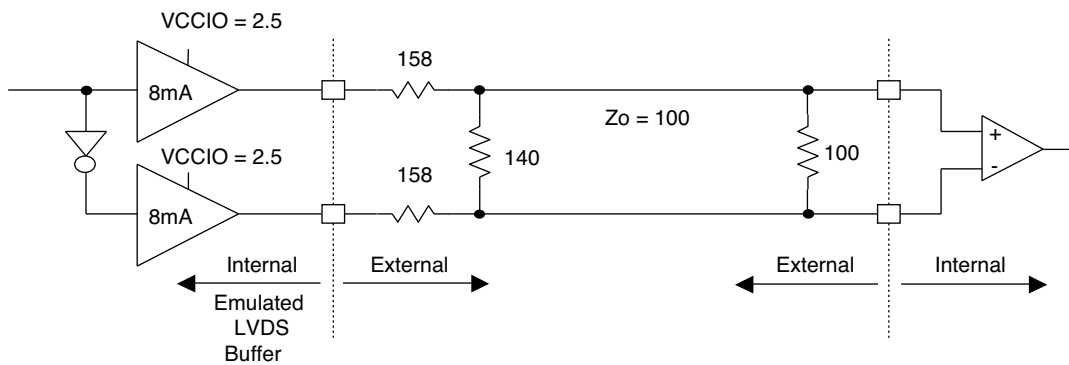 VCCIO = 2.5
158
8mA
Zo = 100
+
-
VCCIO = 2.5
140
100
158
8mA
Internal
External
External
Internal
Emulated
LVDS
Buffer